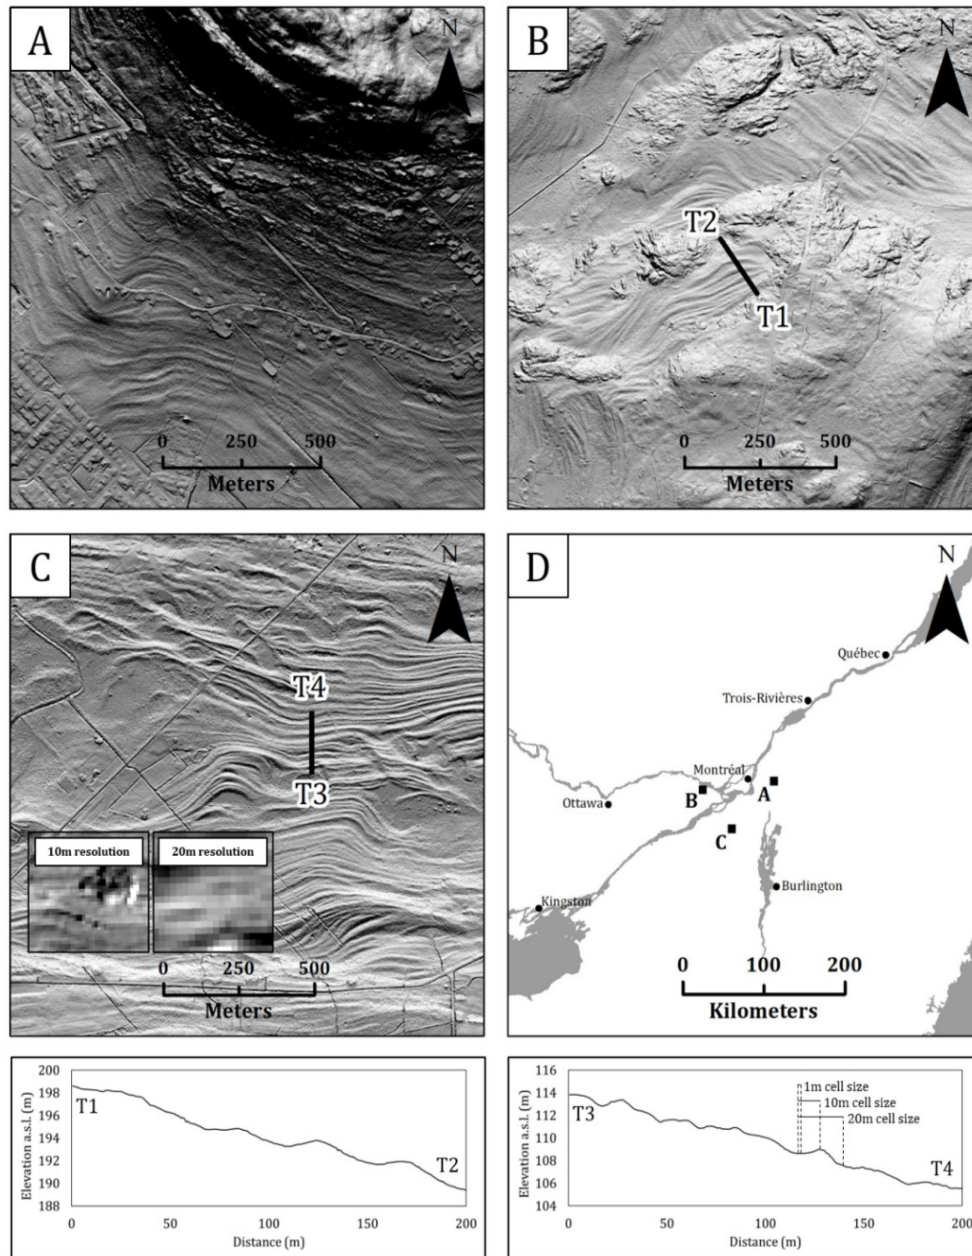 A
N
T2
T1
0 250 500
Meters
B
N
0 250 500
Meters
C
N
T4
T3
10m resolution
20m resolution
0 250 500
Meters
D
N
Québec
Trois-Rivières
Montréal
A
B
Ottawa
C
Burlington
Kingston
0 100 200
Kilometers
Elevation a.s.l. (m)
200
198
196
194
192
190
188
T1
T2
0 50 100 150 200
Distance (m)
Elevation a.s.l. (m)
116
114
112
110
108
106
104
T3
1m cell size
10m cell size
20m cell size
T4
0 50 100 150 200
Distance (m)